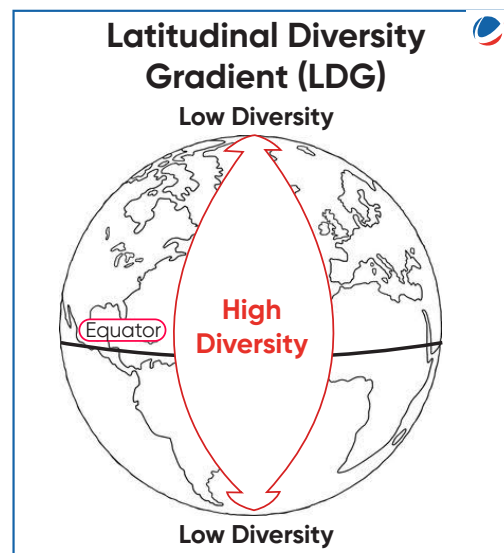 Latitudinal Diversity
Gradient (LDG)
Low Diversity
Equator
High
Diversity
Low Diversity